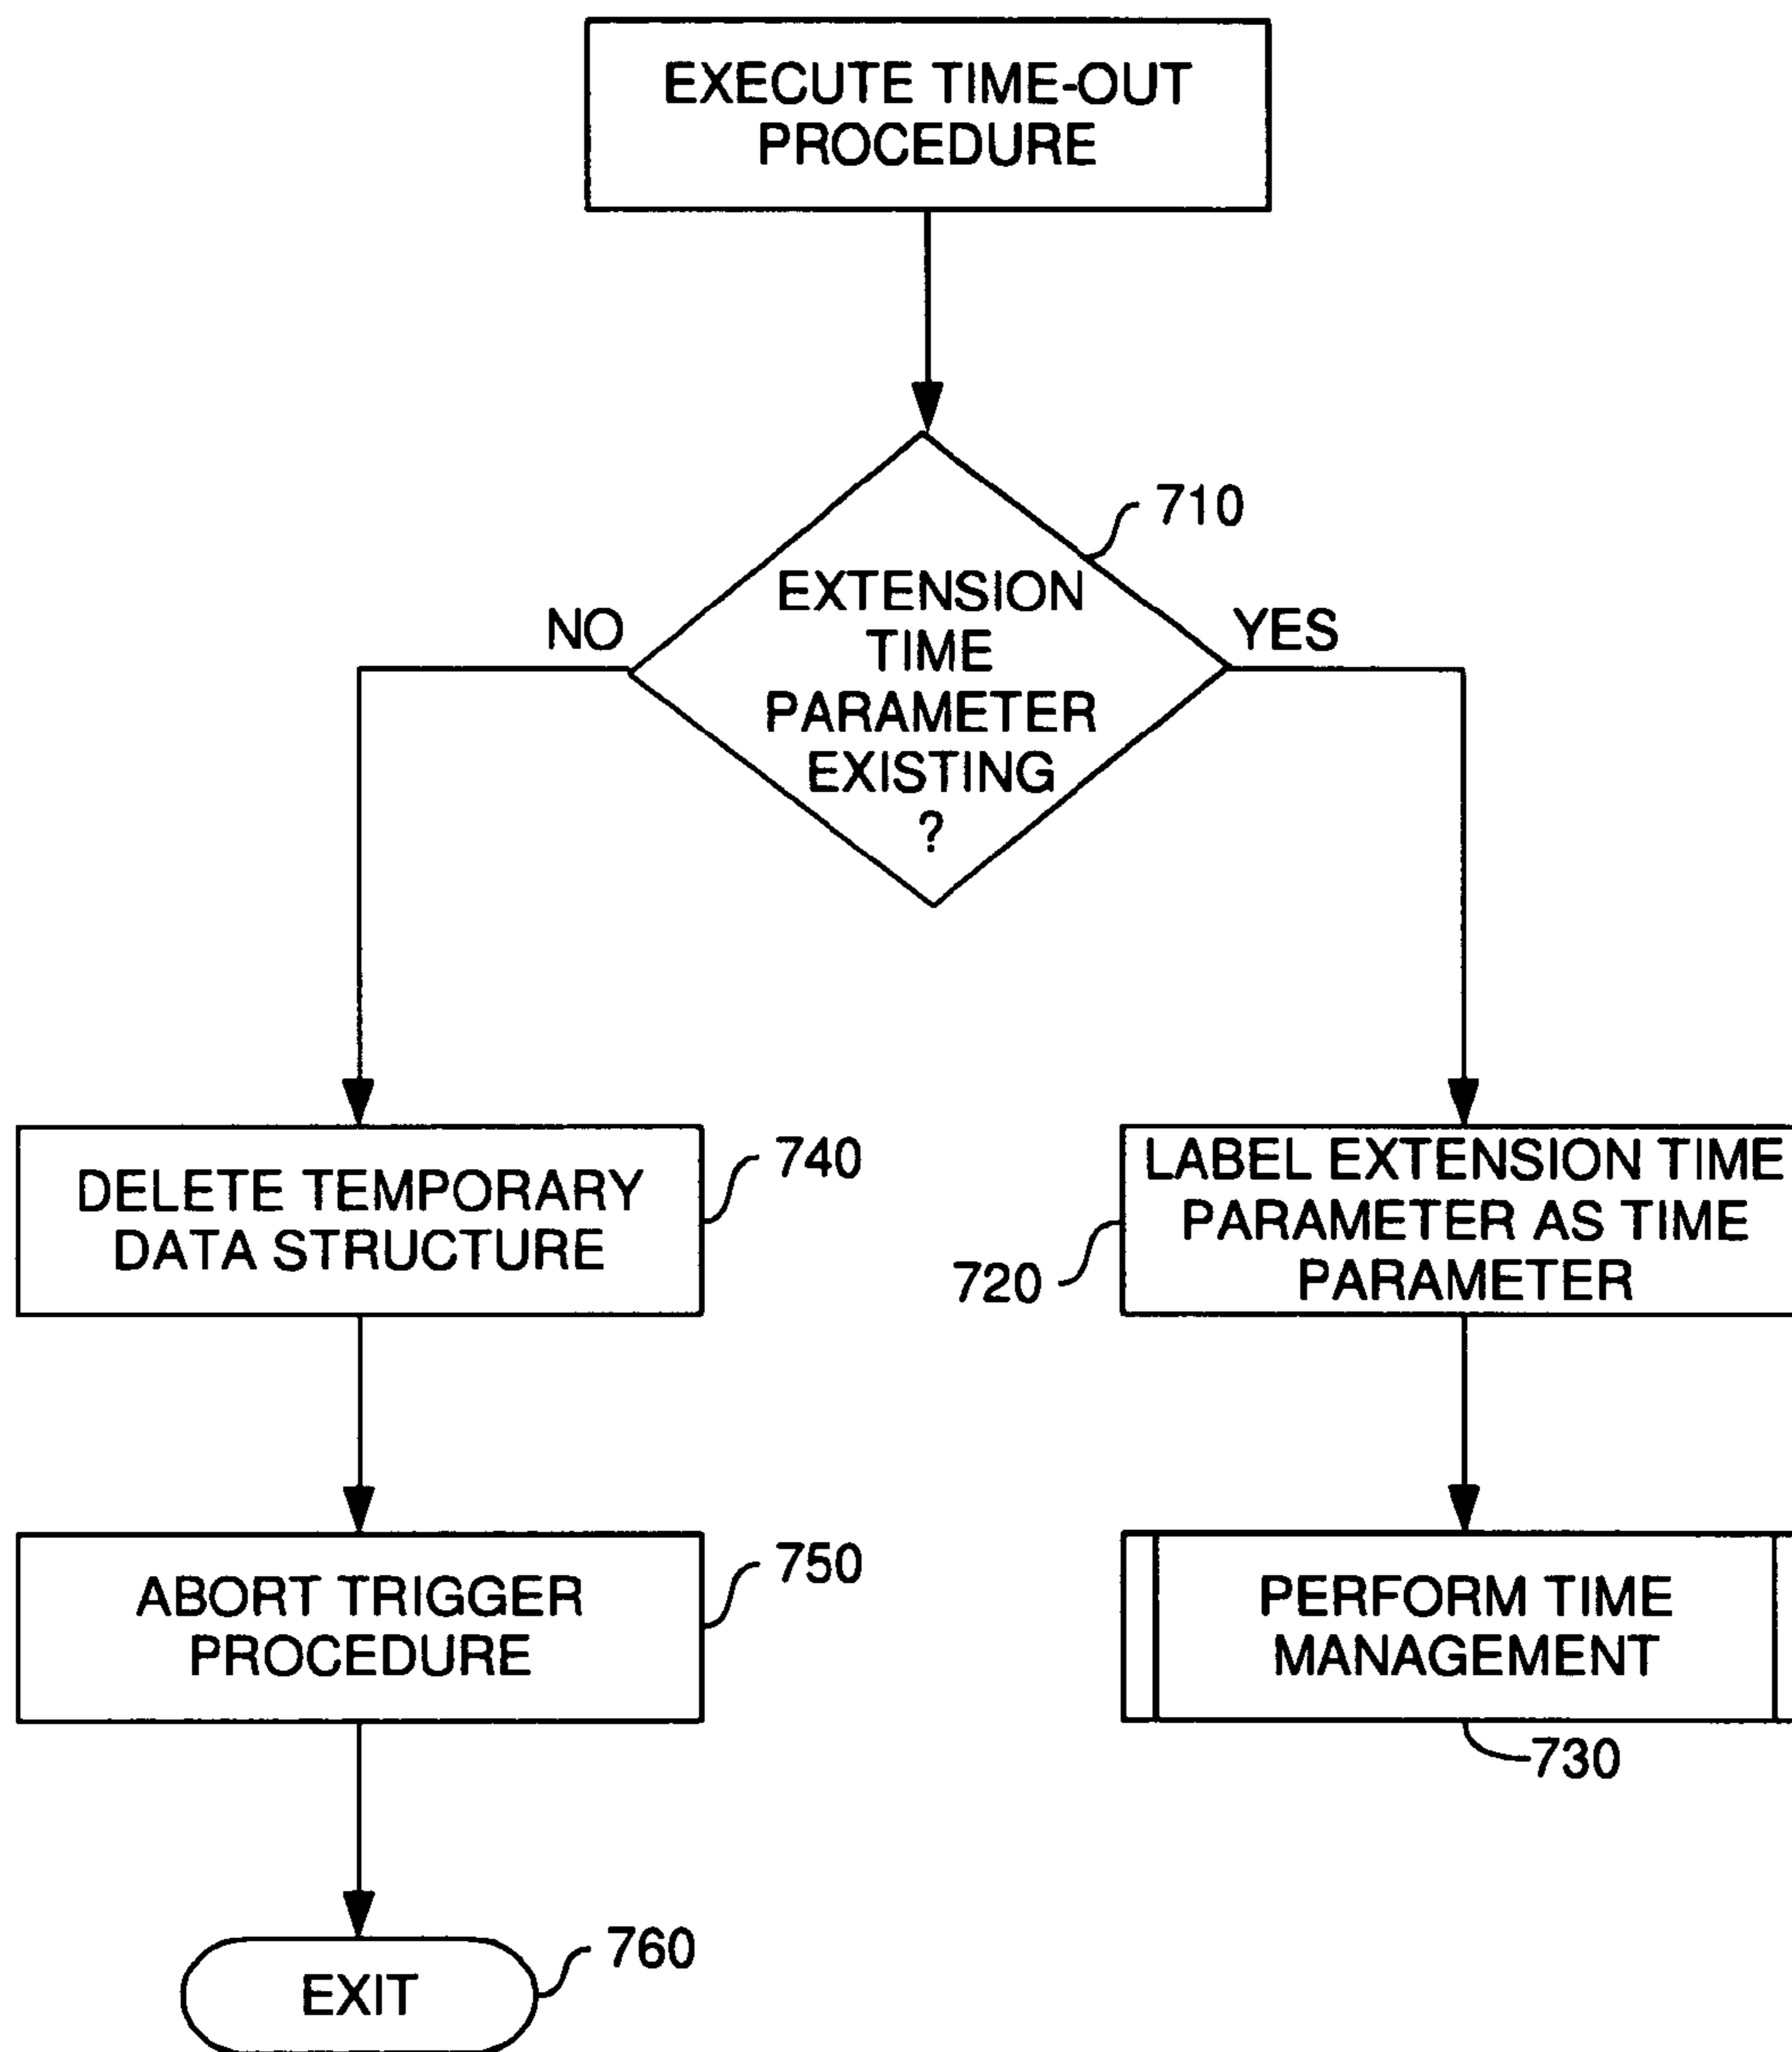 EXECUTE TIME-OUT
PROCEDURE
710
EXTENSION
TIME
PARAMETER
EXISTING
?
NO
YES
DELETE TEMPORARY
DATA STRUCTURE
740
LABEL EXTENSION TIME
PARAMETER AS TIME
PARAMETER
720
ABORT TRIGGER
PROCEDURE
750
PERFORM TIME
MANAGEMENT
730
EXIT
760